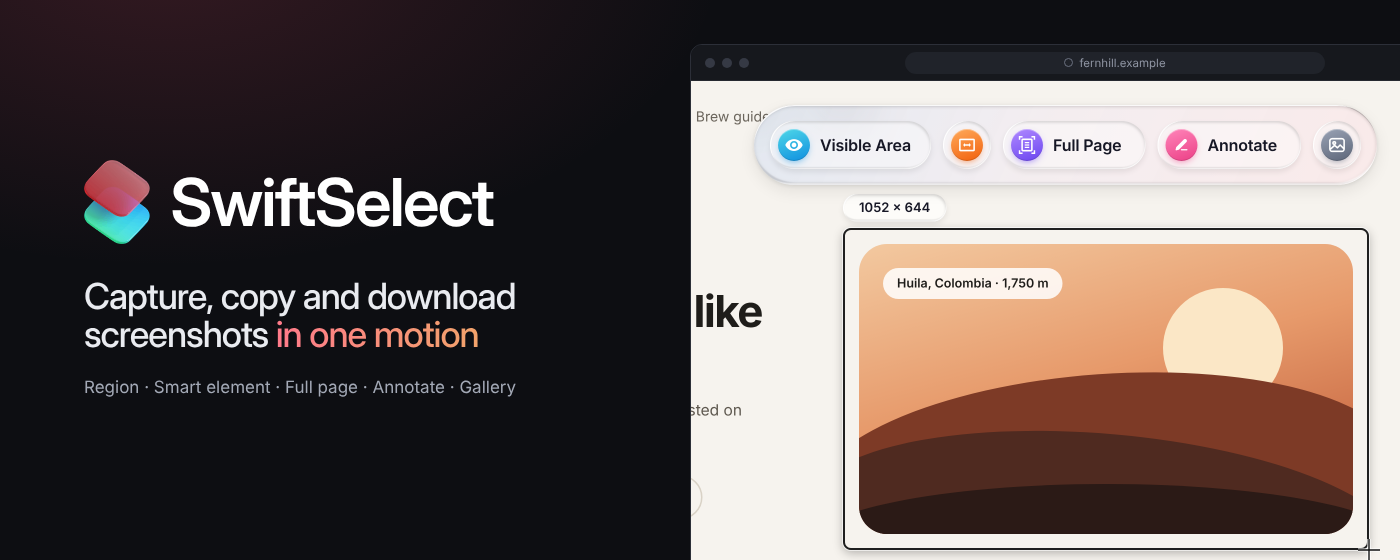 SwiftSelect
Capture, copy and download
screenshots in one motion
Region · Smart element · Full page · Annotate · Gallery
fernhill.example
Brew guide
Visible Area
Full Page
Annotate
1052 × 644
Huila, Colombia · 1,750 m
like
sted on